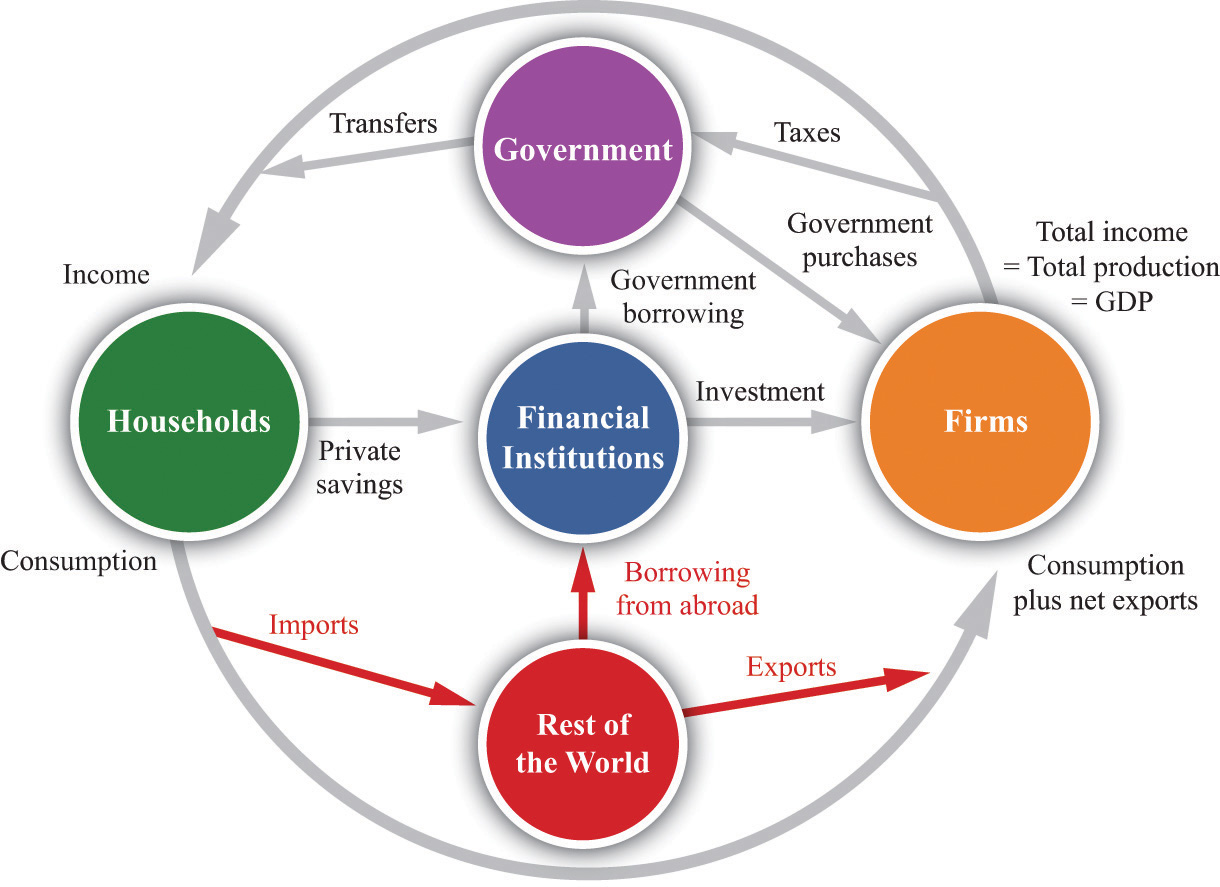 Transfers
Government
Taxes
Government
purchases
Total income
= Total production
= GDP
Income
Government
borrowing
Households
Private
savings
Financial
Institutions
Investment
Firms
Consumption
Imports
Borrowing
from abroad
Exports
Consumption
plus net exports
Rest of
the World